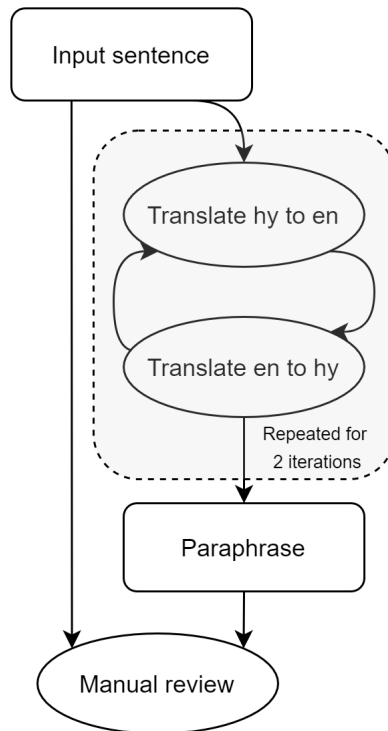 Input sentence
Translate hy to en
Translate en to hy
Repeated for
2 iterations
Paraphrase
Manual review